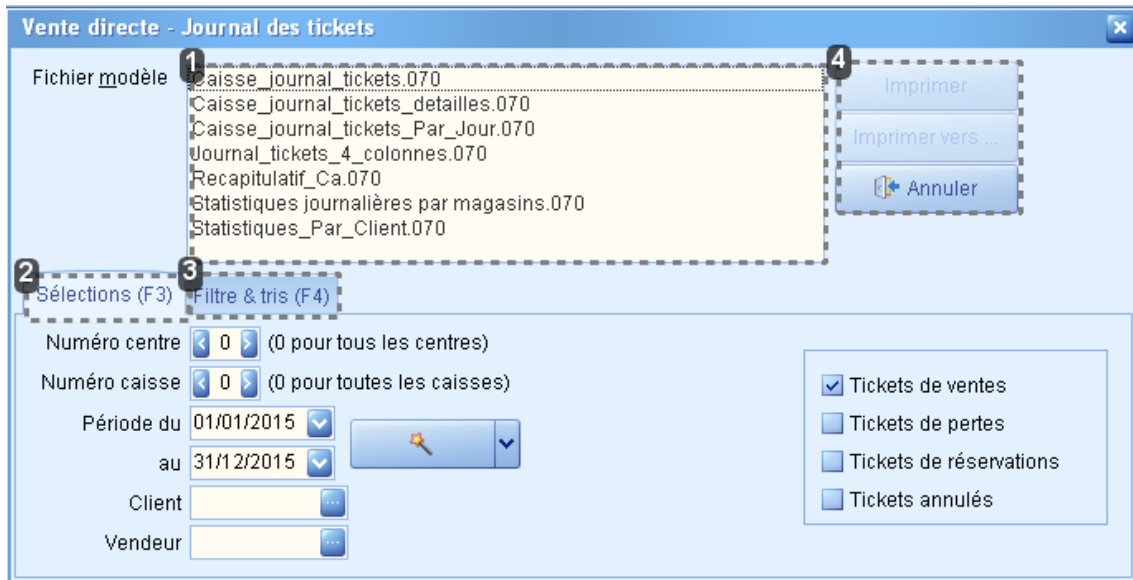 Vente directe - Journal des tickets
Fichier modèle
1
Caisse_journal_tickets.070
Caisse_journal_tickets_detailles.070
Caisse_journal_tickets_Par_Jour.070
Journal_tickets_4_colonnes.070
Recapitulatif_Ca.070
Statistiques journalières par magasins.070
Statistiques_Par_Client.070
4
Imprimer
Imprimer vers ...
Annuler
2
Sélections (F3)
3
Filtre & tris (F4)
Numéro centre 0 (0 pour tous les centres)
Numéro caisse 0 (0 pour toutes les caisses)
Période du 01/01/2015
au 31/12/2015
Client
Vendeur
Tickets de ventes
Tickets de pertes
Tickets de réservations
Tickets annulés